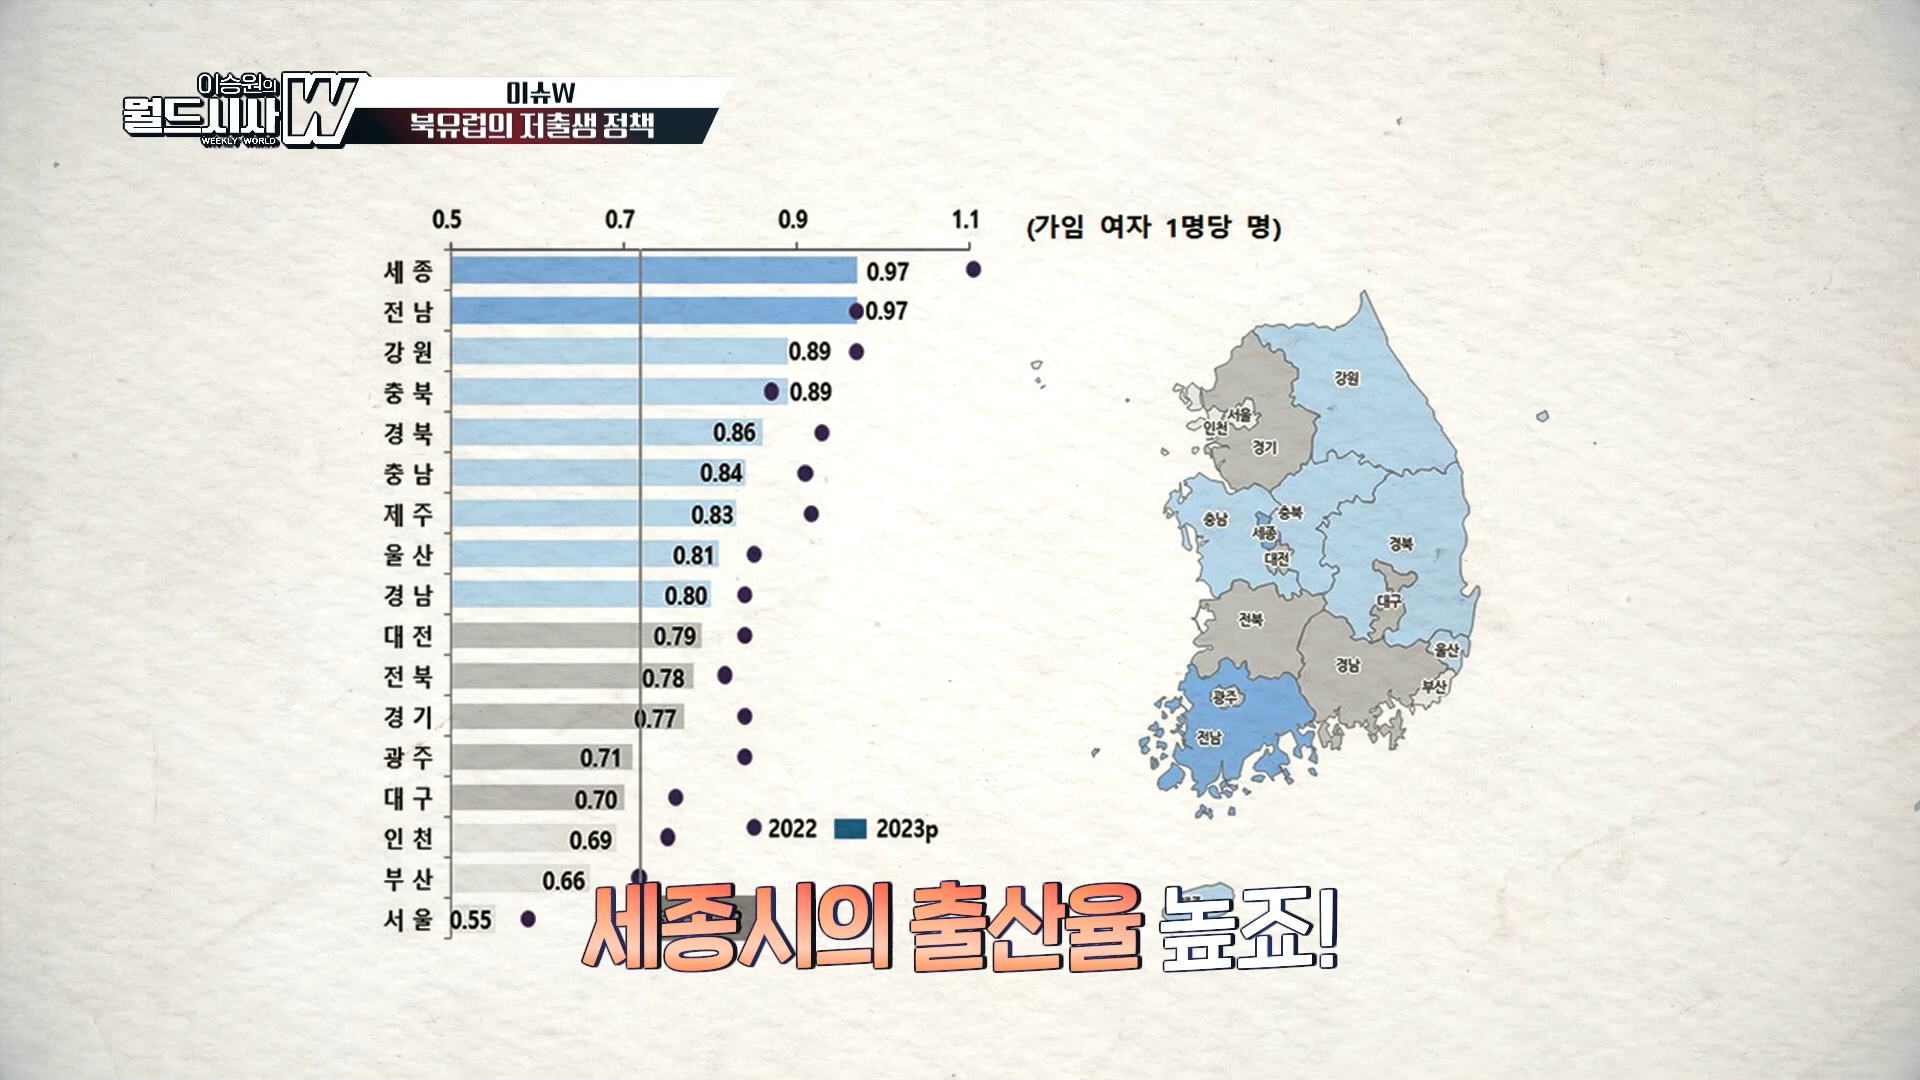 이승원의
월드시사 W
WEEKLY WORLD
이슈W
북유럽의 저출생 정책
0.5 0.7 0.9 1.1 (가임 여자 1명당 명)
세종 0.97
전남 0.97
강원 0.89
충북 0.89
경북 0.86
충남 0.84
제주 0.83
울산 0.81
경남 0.80
대전 0.79
전북 0.78
경기 0.77
광주 0.71
대구 0.70
인천 0.69
부산 0.66
서울 0.55
2022 2023p
강원
서울
인천
경기
충남
충북
세종
대전
경북
대구
전북
울산
경남
부산
광주
전남
세종시의 출산율 높죠!